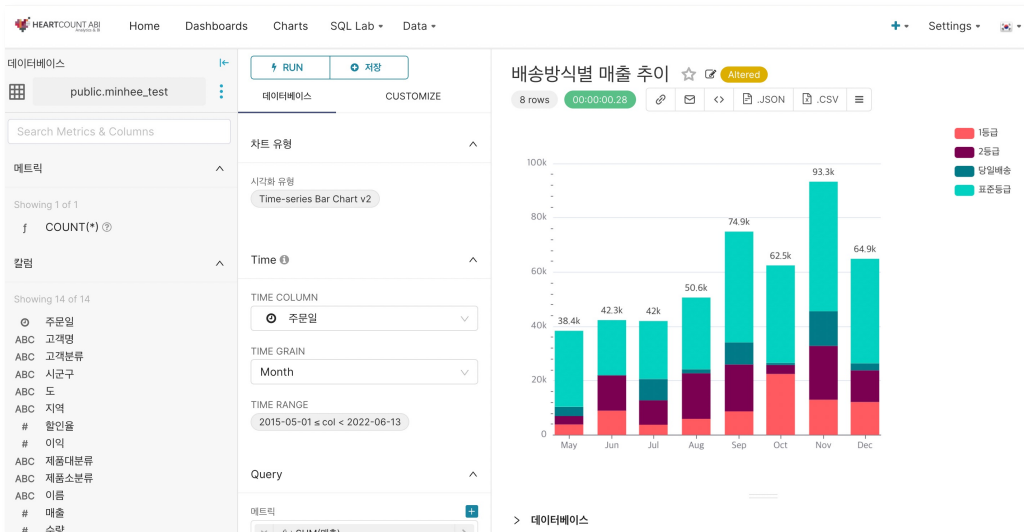 HEARTCOUNT ABI
Analytics & BI
Home
Dashboards
Charts
SQL Lab
Data
Settings
데이터베이스
public.minhee_test
Search Metrics & Columns
메트릭
Showing 1 of 1
ƒ COUNT(*)
칼럼
Showing 14 of 14
주문일
ABC 고객명
ABC 고객분류
ABC 시군구
ABC 도
ABC 지역
# 할인율
# 이익
ABC 제품대분류
ABC 제품소분류
ABC 이름
# 매출
# 수량
RUN
저장
데이터베이스
CUSTOMIZE
차트 유형
시각화 유형
Time-series Bar Chart v2
Time
TIME COLUMN
주문일
TIME GRAIN
Month
TIME RANGE
2015-05-01 ≤ col < 2022-06-13
Query
메트릭
SUM(매출)
배송방식별 매출 추이
Altered
8 rows
00:00:00.28
.JSON
.CSV
1등급
2등급
당일배송
표준등급
100k
80k
60k
40k
20k
0
38.4k
42.3k
42k
50.6k
74.9k
62.5k
93.3k
64.9k
May
Jun
Jul
Aug
Sep
Oct
Nov
Dec
데이터베이스